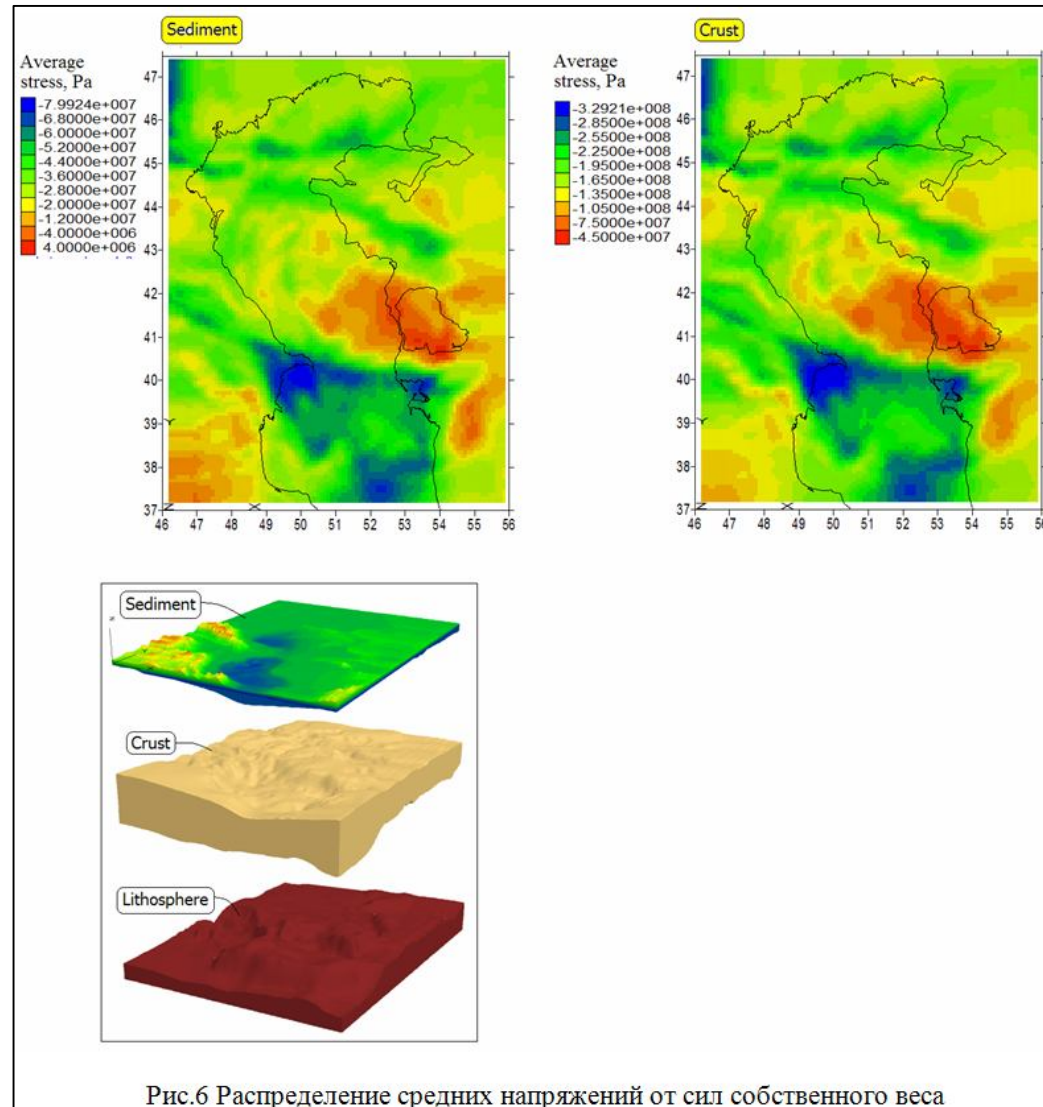 Sediment
Average
stress, Pa
-7.9924e+007
-6.8000e+007
-6.0000e+007
-5.2000e+007
-4.4000e+007
-3.6000e+007
-2.8000e+007
-2.0000e+007
-1.2000e+007
-4.0000e+006
4.0000e+006
47
46
45
44
43
42
41
40
39
38
37
Y
Z
X
46 47 48 49 50 51 52 53 54 55 56
Crust
Average
stress, Pa
-3.2921e+008
-2.8500e+008
-2.5500e+008
-2.2500e+008
-1.9500e+008
-1.6500e+008
-1.3500e+008
-1.0500e+008
-7.5000e+007
-4.5000e+007
47
46
45
44
43
42
41
40
39
38
37
Y
Z
X
46 47 48 49 50 51 52 53 54 55 56
Sediment
Crust
Lithosphere
Рис.6 Распределение средних напряжений от сил собственного веса